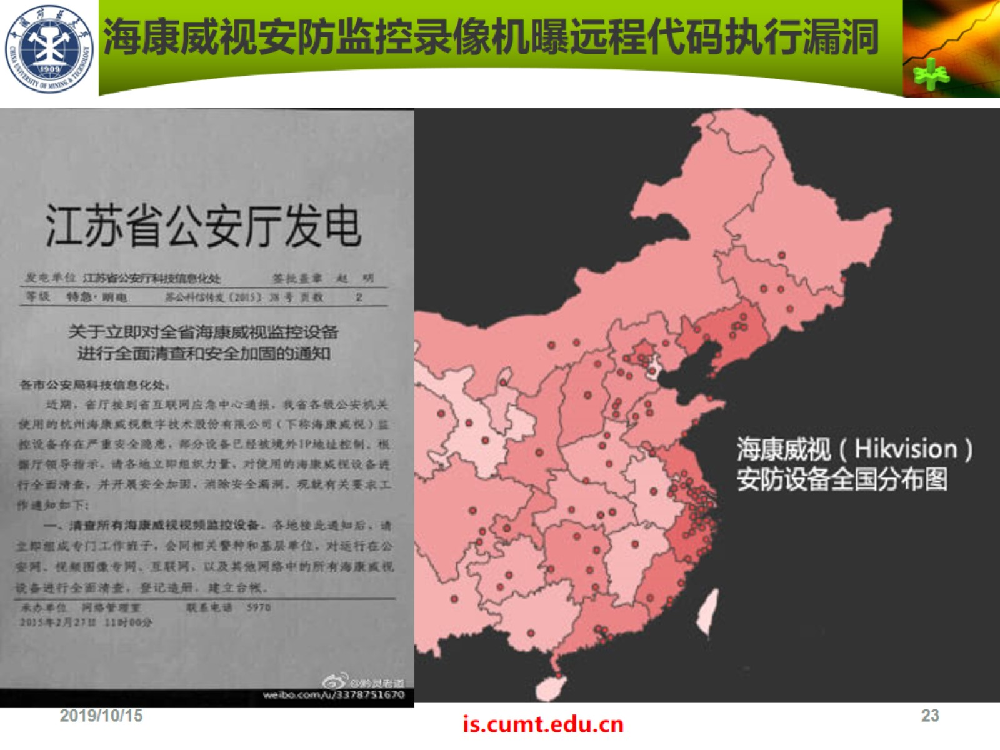 中国矿业大学
CHINA UNIVERSITY OF MINING & TECHNOLOGY
1909
海康威视安防监控录像机曝远程代码执行漏洞
江苏省公安厅发电
发电单位 江苏省公安厅科技信息化处 签批盖章 赵 明
等级 特急·明电 苏公科信传发〔2015〕38号 页数 2
关于立即对全省海康威视监控设备
进行全面清查和安全加固的通知
各市公安局科技信息化处：
近期，省厅接到省互联网应急中心通报，我省各级公安机关
使用的杭州海康威视数字技术股份有限公司（下称海康威视）监
控设备存在严重安全隐患，部分设备已经被境外IP地址控制。根
据厅领导指示，请各地立即组织力量，对使用的海康威视设备进
行全面清查，并开展安全加固，消除安全漏洞。现就有关要求工
作通知如下：
一、清查所有海康威视视频监控设备。各地接此通知后，请
立即组成专门工作班子，会同相关警种和基层单位，对运行在公
安网、视频图像专网、互联网，以及其他网络中的所有海康威视
设备进行全面清查，登记造册，建立台帐。
承办单位 网络管理室 联系电话 5978
2015年2月27日 11时00分
@黔灵老道
weibo.com/u/3378751670
海康威视（Hikvision）
安防设备全国分布图
2019/10/15
is.cumt.edu.cn
23